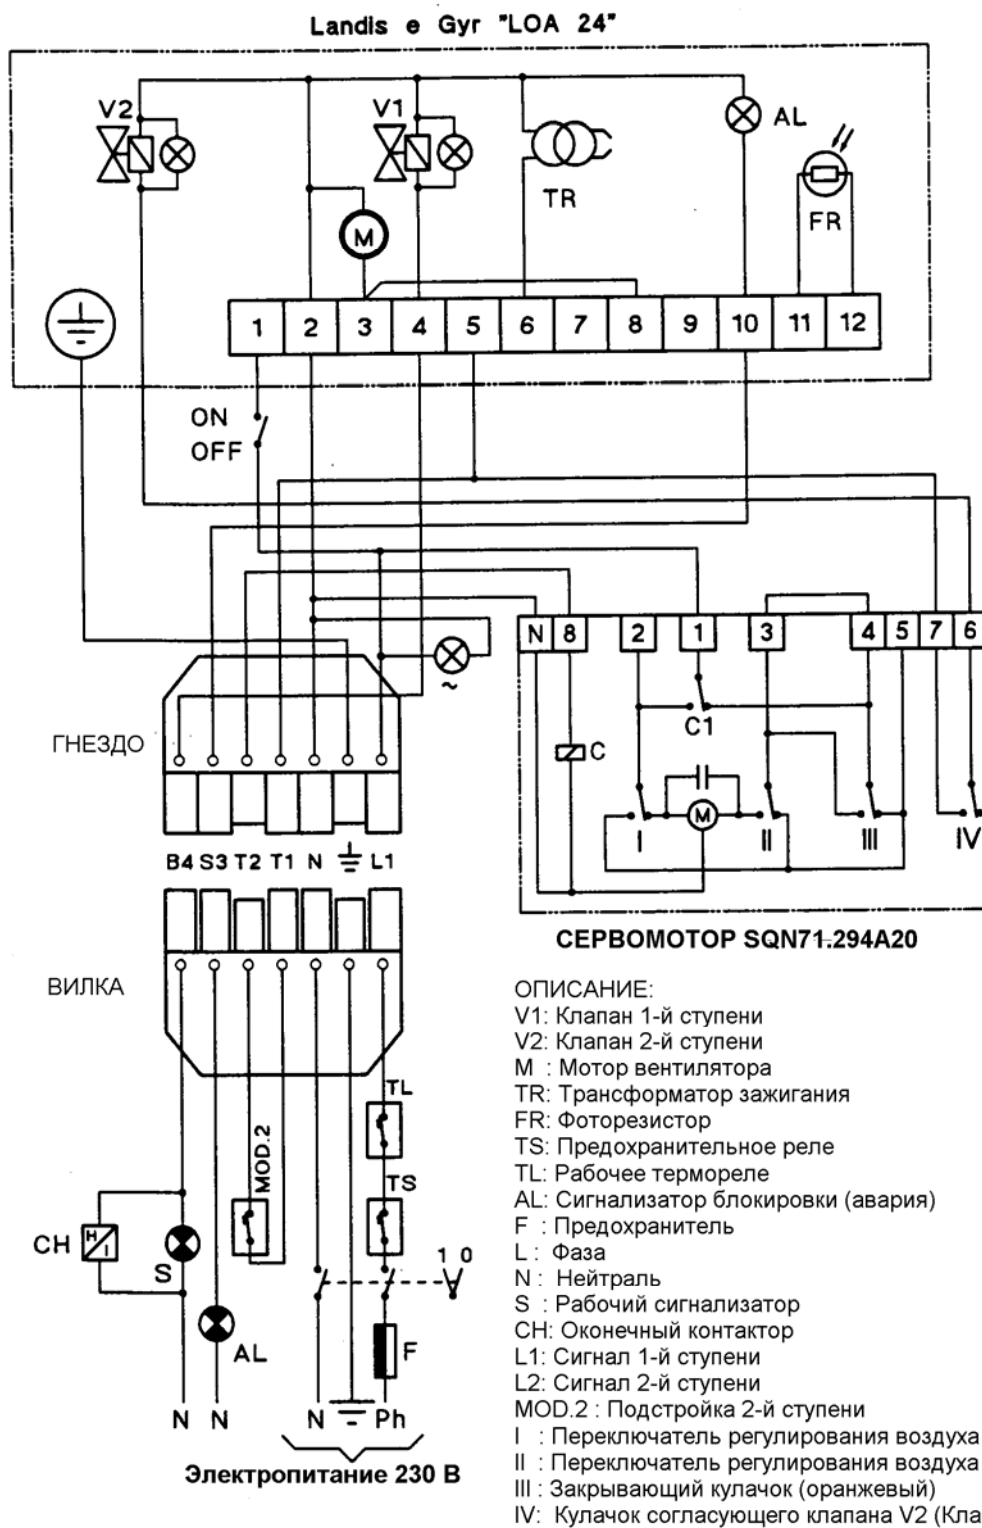 Landis e Gyr "LOA 24"
V2
V1
TR
AL
FR
M
1 2 3 4 5 6 7 8 9 10 11 12
ON
OFF
N 8 2 1 3 4 5 7 6
C1
C
M
I
II
III
IV
~
ГНЕЗДО
B4 S3 T2 T1 N L1
ВИЛКА
СЕРВОМОТОР SQN71.294A20
TL
MOD.2
TS
CH
H
I
S
AL
1 0
F
N N N Ph
Электропитание 230 В
ОПИСАНИЕ:
V1: Клапан 1-й ступени
V2: Клапан 2-й ступени
M : Мотор вентилятора
TR: Трансформатор зажигания
FR: Фоторезистор
TS: Предохранительное реле
TL: Рабочее термореле
AL: Сигнализатор блокировки (авария)
F : Предохранитель
L : Фаза
N : Нейтраль
S : Рабочий сигнализатор
CH: Оконечный контактор
L1: Сигнал 1-й ступени
L2: Сигнал 2-й ступени
MOD.2 : Подстройка 2-й ступени
I : Переключатель регулирования воздуха
II : Переключатель регулирования воздуха
III : Закрывающий кулачок (оранжевый)
IV: Кулачок согласующего клапана V2 (Кла